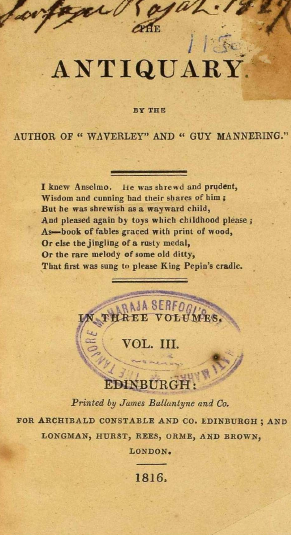 THE
ANTIQUARY.
BY THE
AUTHOR OF “ WAVERLEY” AND “ GUY MANNERING.”
I knew Anselmo. He was shrewd and prudent,
Wisdom and cunning had their shares of him ;
But he was shrewish as a wayward child,
And pleased again by toys which childhood please ;
As—book of fables graced with print of wood,
Or else the jingling of a rusty medal,
Or the rare melody of some old ditty,
That first was sung to please King Pepin's cradle.
IN THREE VOLUMES.
VOL. III.
THE TANJORE MAHARAJA SERFOGI'S
EDINBURGH:
Printed by James Ballantyne and Co.
FOR ARCHIBALD CONSTABLE AND CO. EDINBURGH ; AND
LONGMAN, HURST, REES, ORME, AND BROWN,
LONDON.
1816.